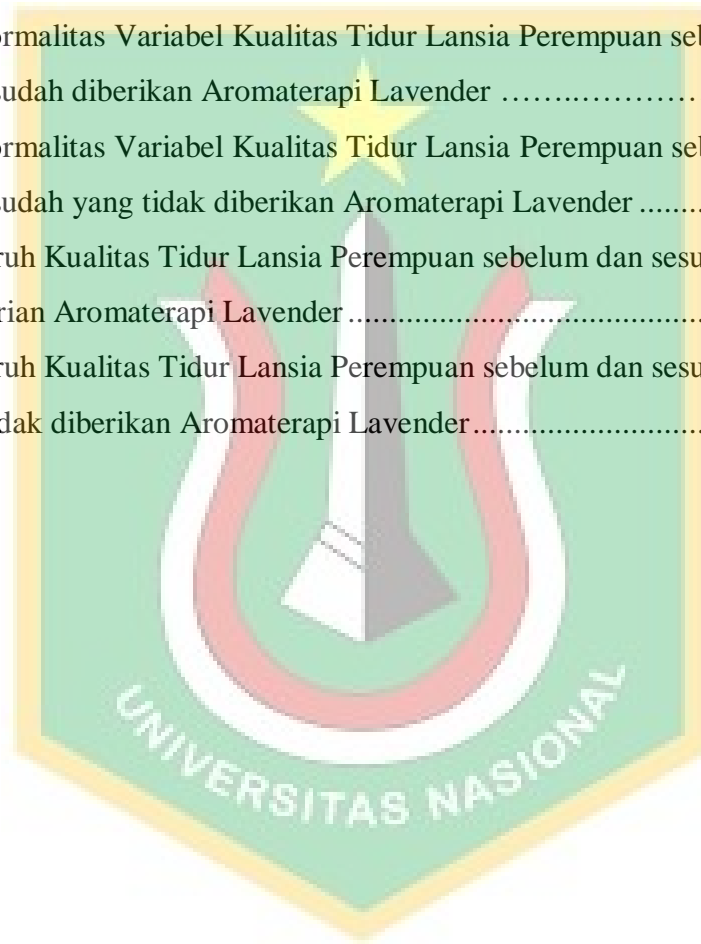 ormalitas Variabel Kualitas Tidur Lansia Perempuan seb
sudah diberikan Aromaterapi Lavender ……..…………
ormalitas Variabel Kualitas Tidur Lansia Perempuan seb
sudah yang tidak diberikan Aromaterapi Lavender ........
ruh Kualitas Tidur Lansia Perempuan sebelum dan sesu
rian Aromaterapi Lavender...........................................
ruh Kualitas Tidur Lansia Perempuan sebelum dan sesu
dak diberikan Aromaterapi Lavender............................
UNIVERSITAS NASIONAL